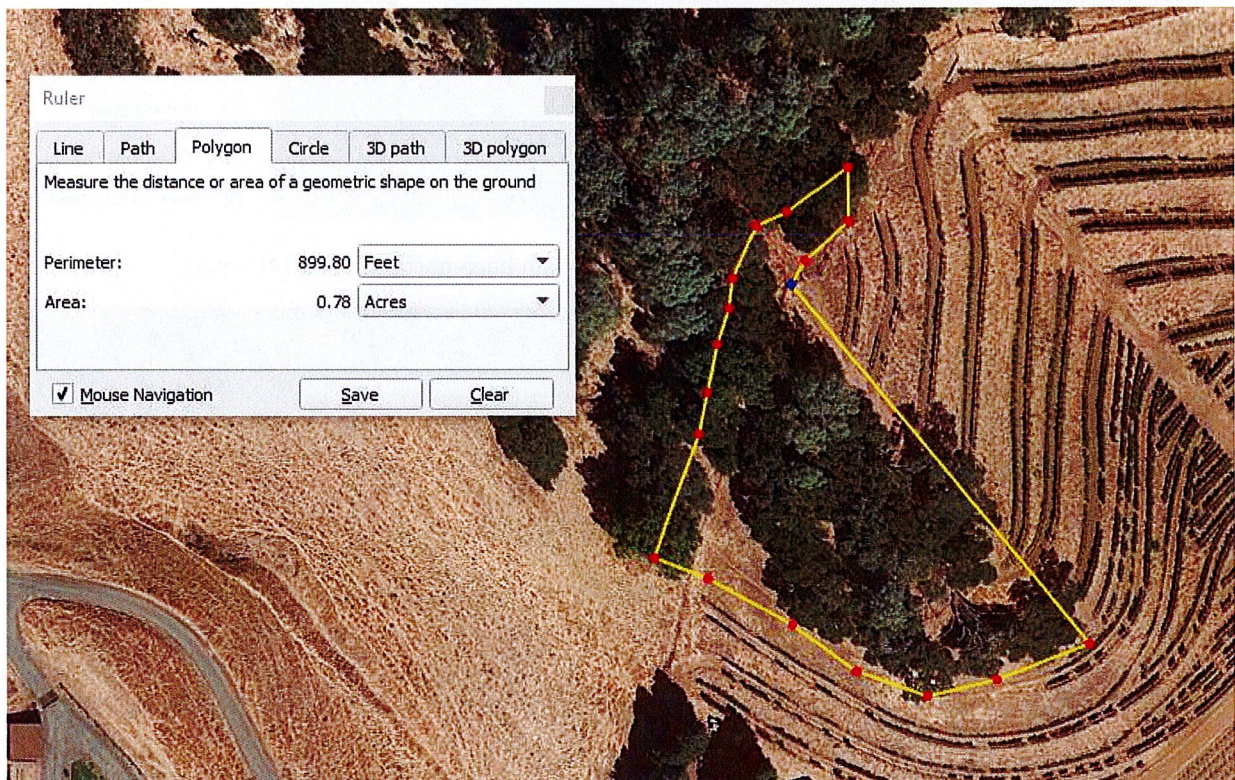 Ruler
Line Path Polygon Circle 3D path 3D polygon
Measure the distance or area of a geometric shape on the ground
Perimeter: 899.80 Feet
Area: 0.78 Acres
Mouse Navigation Save Clear